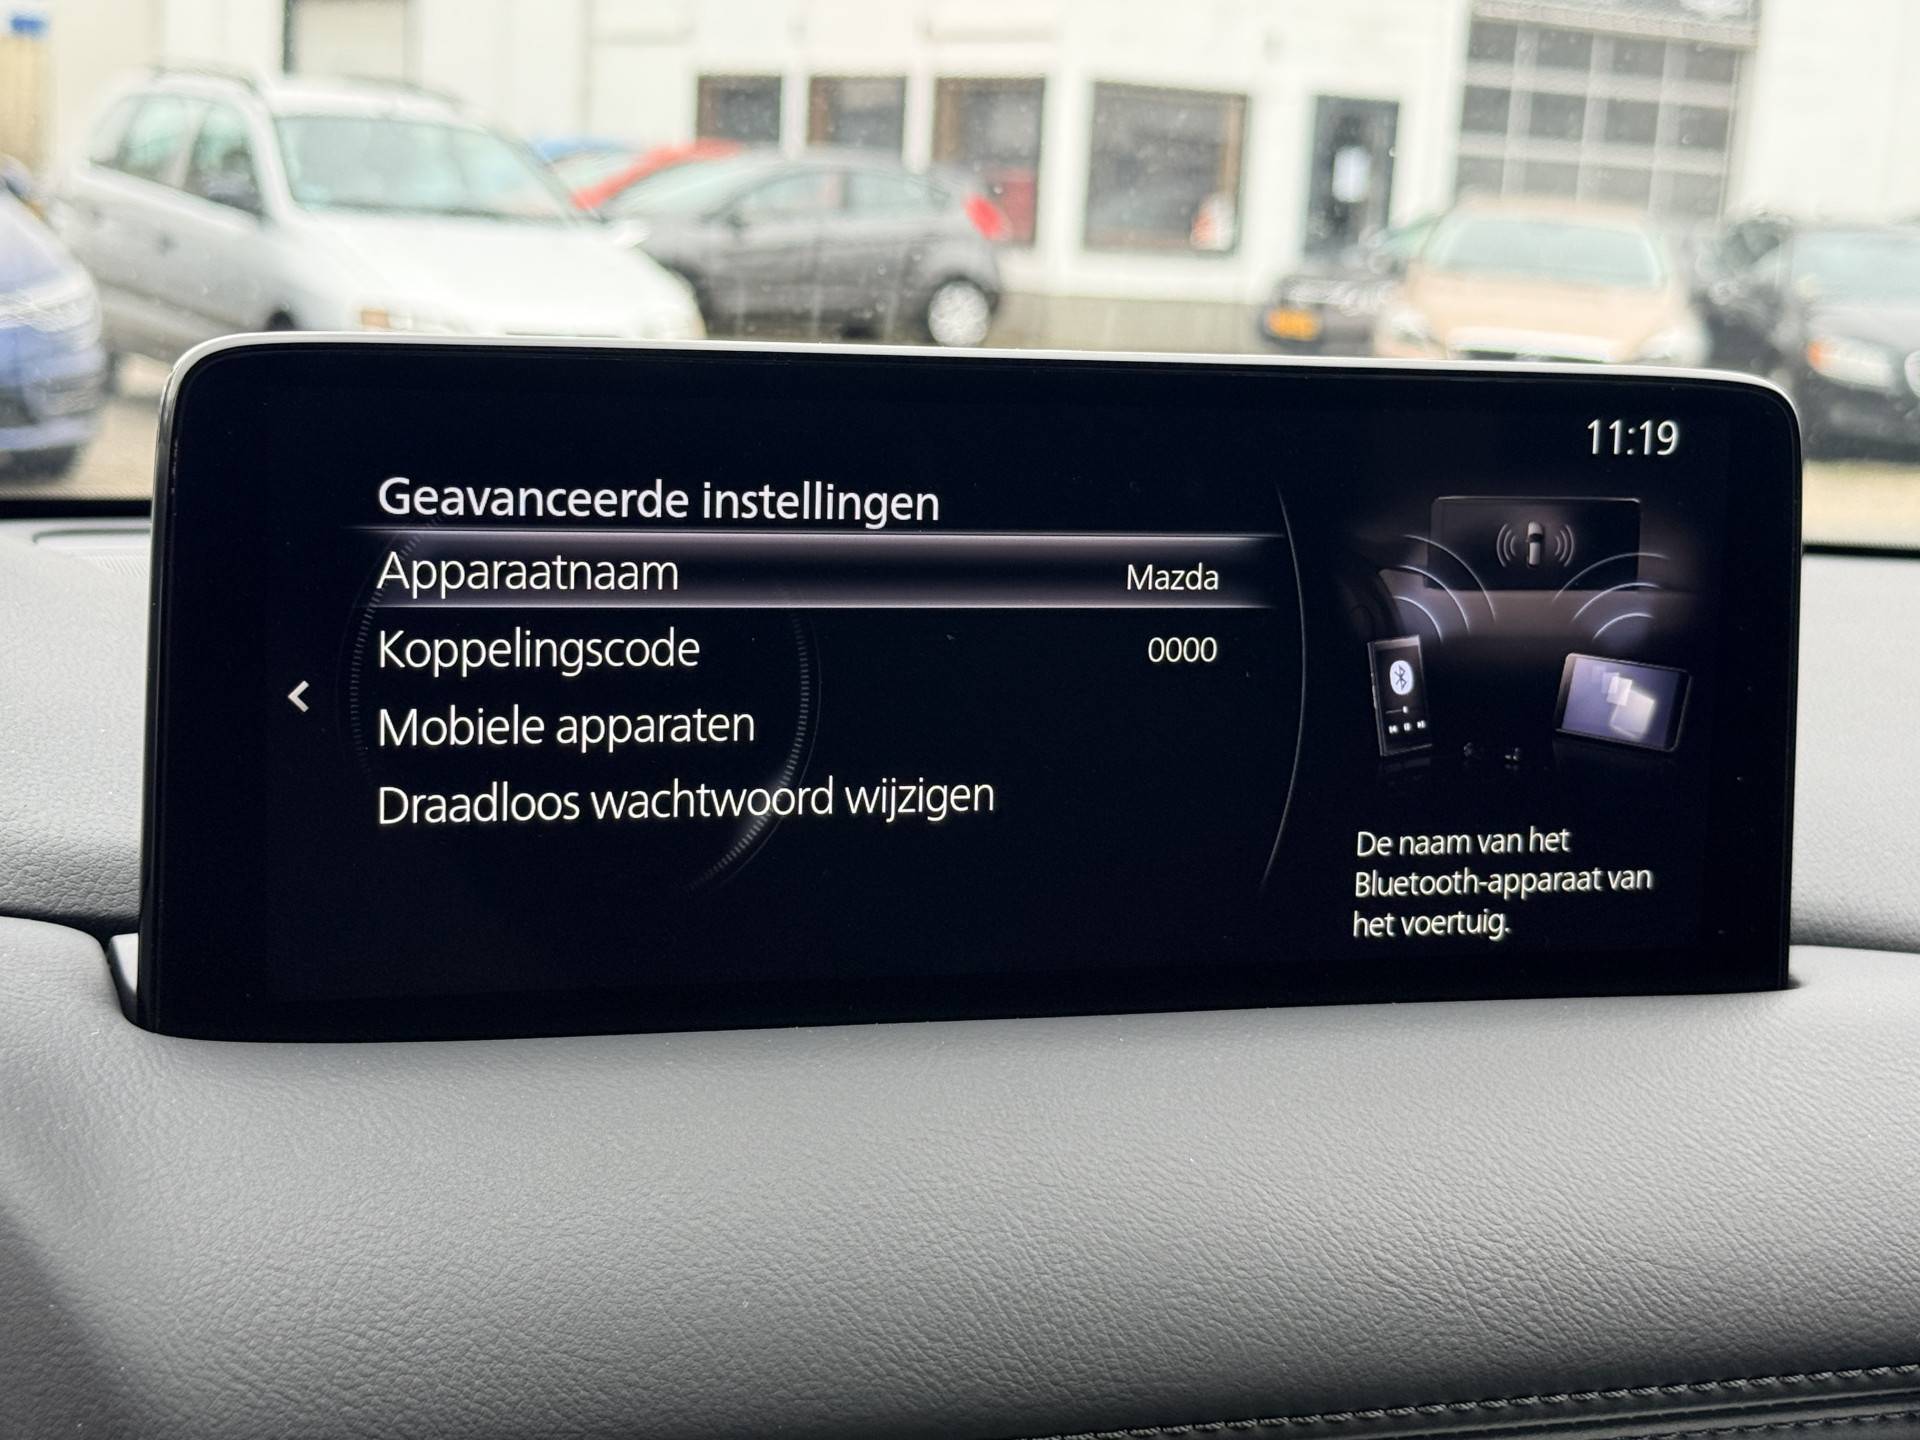 11:19
Geavanceerde instellingen
Apparaatnaam Mazda
Koppelingscode 0000
Mobiele apparaten
Draadloos wachtwoord wijzigen
De naam van het
Bluetooth-apparaat van
het voertuig.